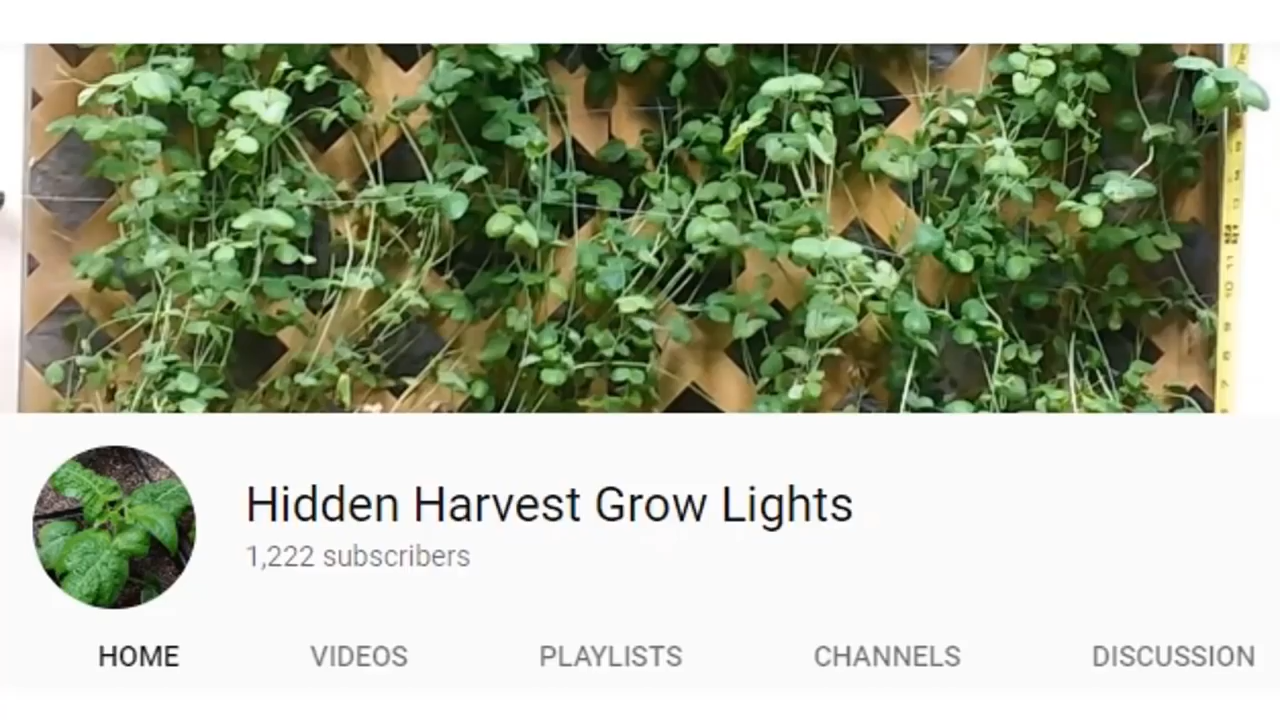 Hidden Harvest Grow Lights
1,222 subscribers
HOME VIDEOS PLAYLISTS CHANNELS DISCUSSION